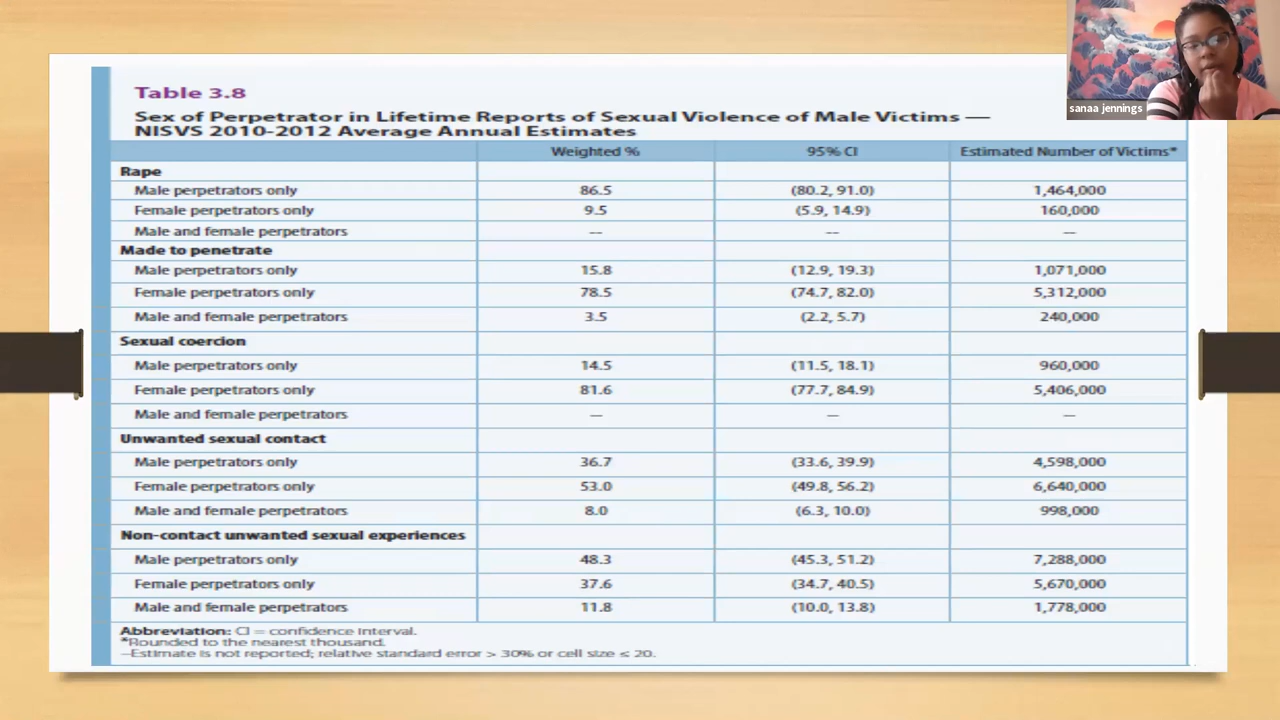 sanaa jennings
Table 3.8
Sex of Perpetrator in Lifetime Reports of Sexual Violence of Male Victims —
NISVS 2010-2012 Average Annual Estimates
Weighted % 95% CI Estimated Number of Victims*
Rape
Male perpetrators only 86.5 (80.2, 91.0) 1,464,000
Female perpetrators only 9.5 (5.9, 14.9) 160,000
Male and female perpetrators -- -- --
Made to penetrate
Male perpetrators only 15.8 (12.9, 19.3) 1,071,000
Female perpetrators only 78.5 (74.7, 82.0) 5,312,000
Male and female perpetrators 3.5 (2.2, 5.7) 240,000
Sexual coercion
Male perpetrators only 14.5 (11.5, 18.1) 960,000
Female perpetrators only 81.6 (77.7, 84.9) 5,406,000
Male and female perpetrators — — —
Unwanted sexual contact
Male perpetrators only 36.7 (33.6, 39.9) 4,598,000
Female perpetrators only 53.0 (49.8, 56.2) 6,640,000
Male and female perpetrators 8.0 (6.3, 10.0) 998,000
Non-contact unwanted sexual experiences
Male perpetrators only 48.3 (45.3, 51.2) 7,288,000
Female perpetrators only 37.6 (34.7, 40.5) 5,670,000
Male and female perpetrators 11.8 (10.0, 13.8) 1,778,000
Abbreviation: CI = confidence interval.
*Rounded to the nearest thousand.
--Estimate is not reported; relative standard error > 30% or cell size ≤ 20.